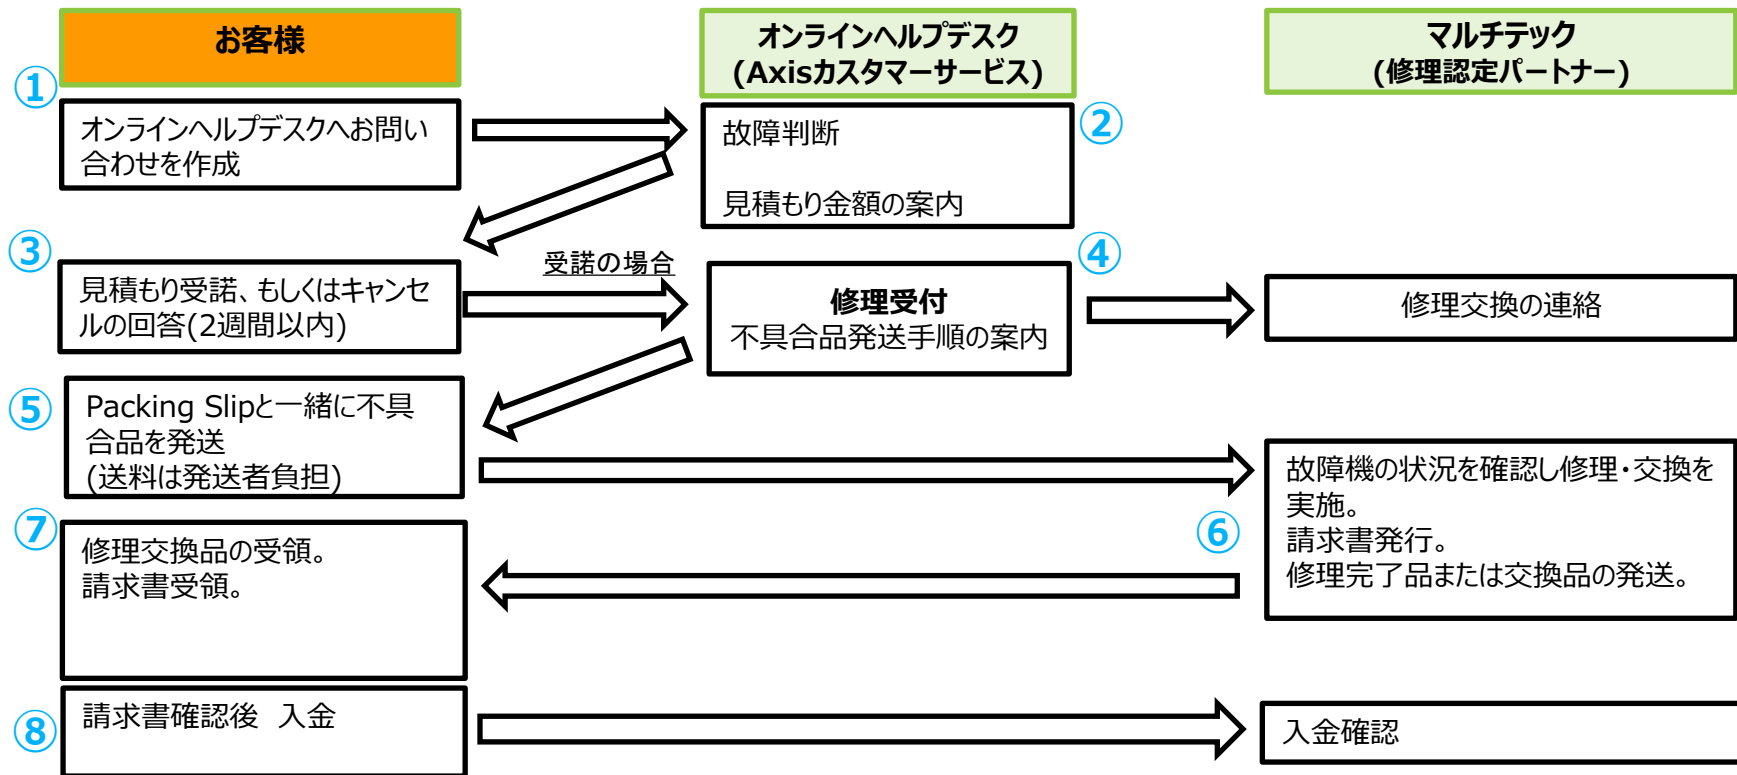 お客様
オンラインヘルプデスク
(Axisカスタマーサービス)
マルチテック
(修理認定パートナー)
①
オンラインヘルプデスクへお問い
合わせを作成
②
故障判断
見積もり金額の案内
③
見積もり受諾、もしくはキャンセ
ルの回答(2週間以内)
受諾の場合
④
修理受付
不具合品発送手順の案内
修理交換の連絡
⑤
Packing Slipと一緒に不具
合品を発送
(送料は発送者負担)
⑥
故障機の状況を確認し修理・交換を
実施。
請求書発行。
修理完了品または交換品の発送。
⑦
修理交換品の受領。
請求書受領。
⑧
請求書確認後　入金
入金確認